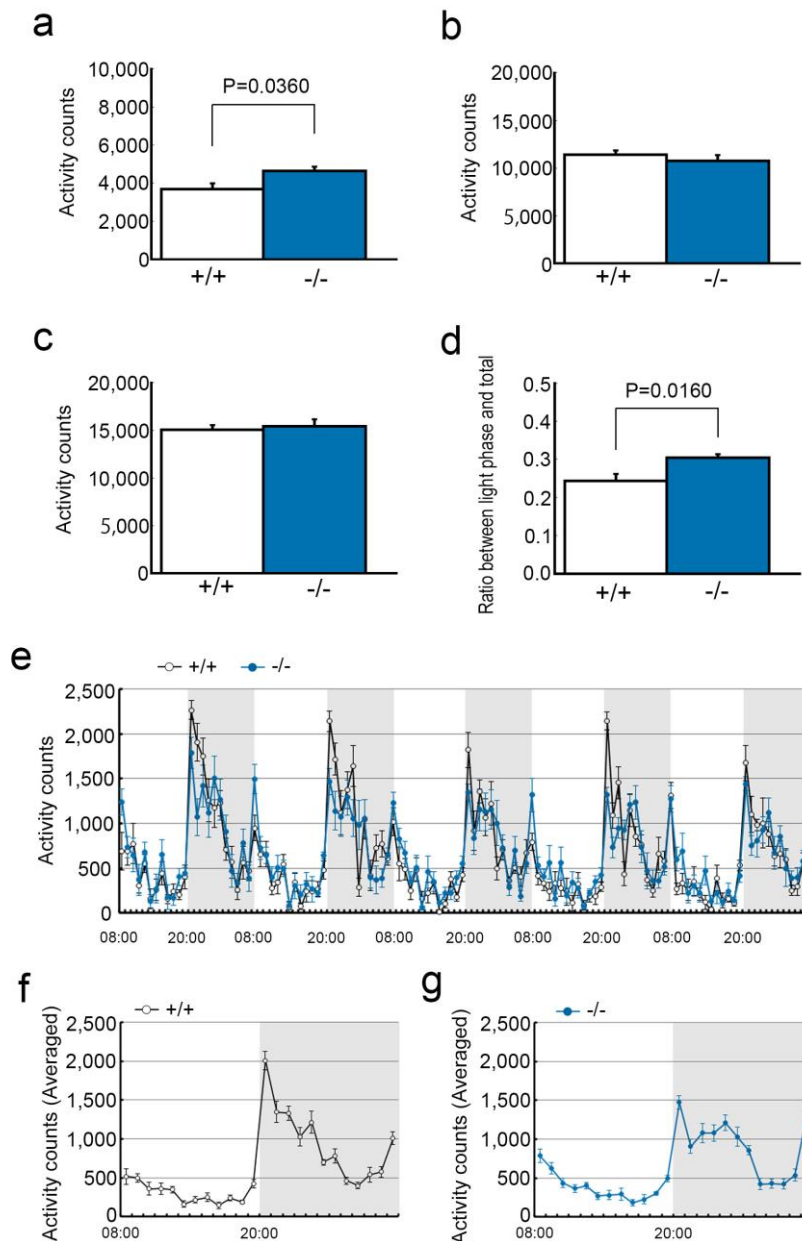 a
Activity counts
10,000
8,000
6,000
4,000
2,000
0
P=0.0360
+/+ -/-
b
Activity counts
20,000
15,000
10,000
5,000
0
+/+ -/-
c
Activity counts
20,000
15,000
10,000
5,000
0
+/+ -/-
d
Ratio between light phase and total
0.5
0.4
0.3
0.2
0.1
0.0
P=0.0160
+/+ -/-
e
+/+ -/-
Activity counts
2,500
2,000
1,500
1,000
500
0
08:00 20:00 08:00 20:00 08:00 20:00 08:00 20:00 08:00 20:00
f
+/+
Activity counts (Averaged)
2,500
2,000
1,500
1,000
500
0
08:00 20:00
g
-/-
Activity counts (Averaged)
2,500
2,000
1,500
1,000
500
0
08:00 20:00